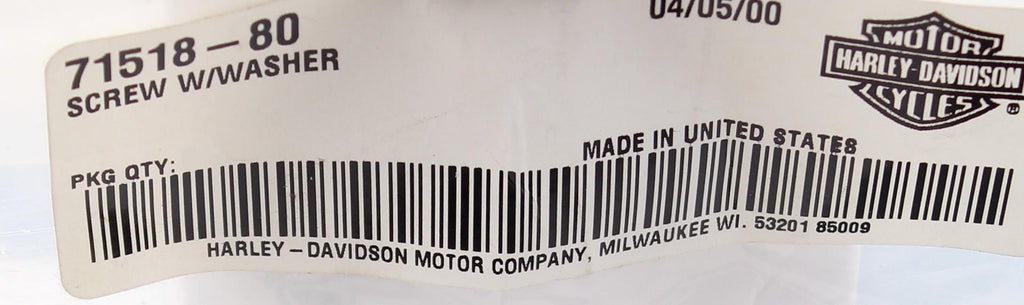 04/05/00
71518-80
SCREW W/WASHER
MOTOR
HARLEY-DAVIDSON
CYCLES
®
MADE IN UNITED STATES
PKG QTY:
HARLEY-DAVIDSON MOTOR COMPANY, MILWAUKEE WI. 53201 85009